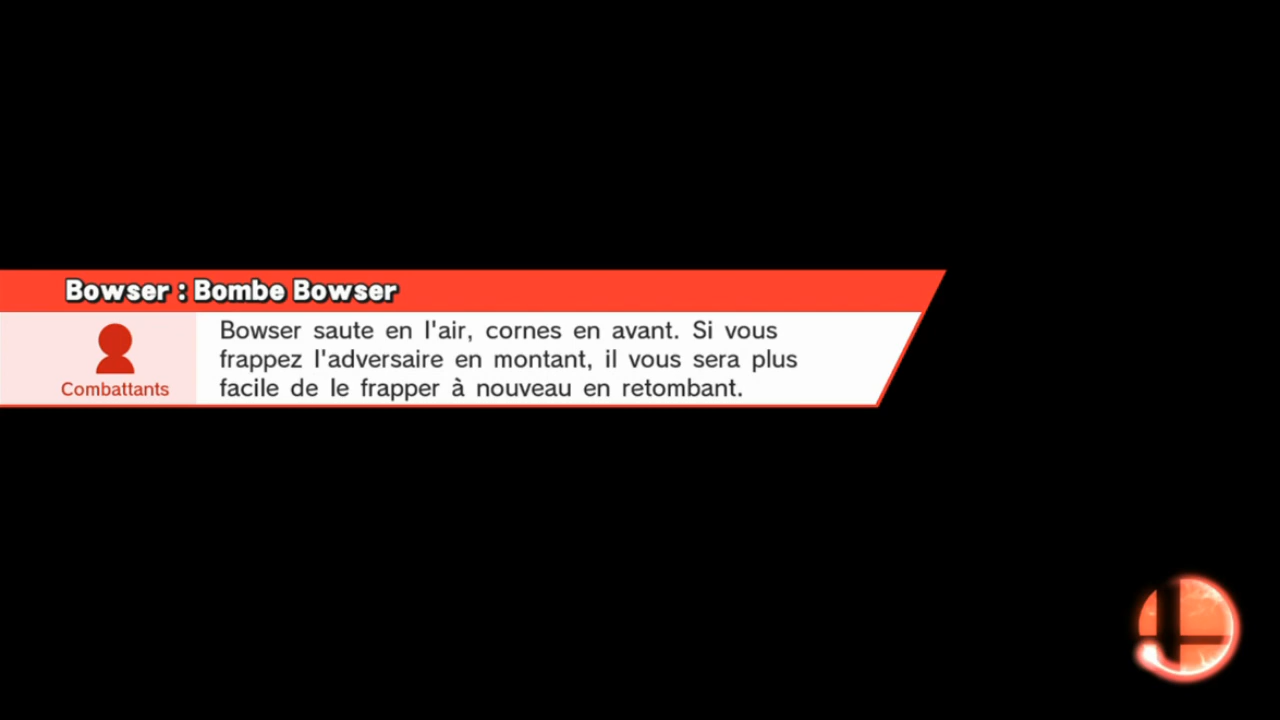 Bowser : Bombe Bowser
Bowser saute en l'air, cornes en avant. Si vous
frappez l'adversaire en montant, il vous sera plus
facile de le frapper à nouveau en retombant.
Combattants